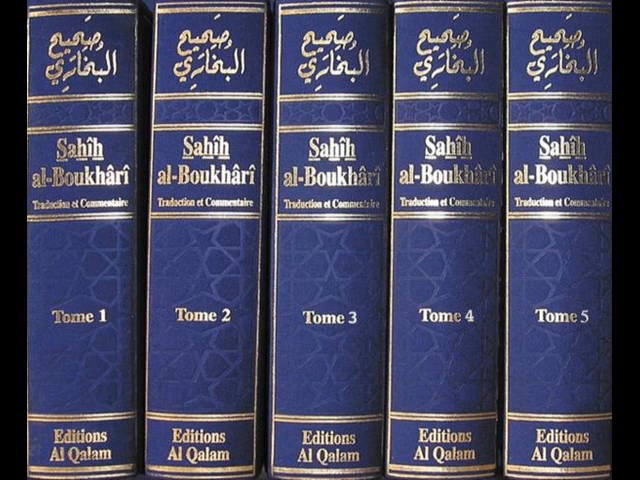 صحيح
البخاري
Sahîh
al-Boukhârî
Traduction et Commentaire
Tome 1
Editions
Al Qalam
صحيح
البخاري
Sahîh
al-Boukhârî
Traduction et Commentaire
Tome 2
Editions
Al Qalam
صحيح
البخاري
Sahîh
al-Boukhârî
Traduction et Commentaire
Tome 3
Editions
Al Qalam
صحيح
البخاري
Sahîh
al-Boukhârî
Traduction et Commentaire
Tome 4
Editions
Al Qalam
صحيح
البخاري
Sahîh
al-Boukhârî
Traduction et Commentaire
Tome 5
Editions
Al Qalam